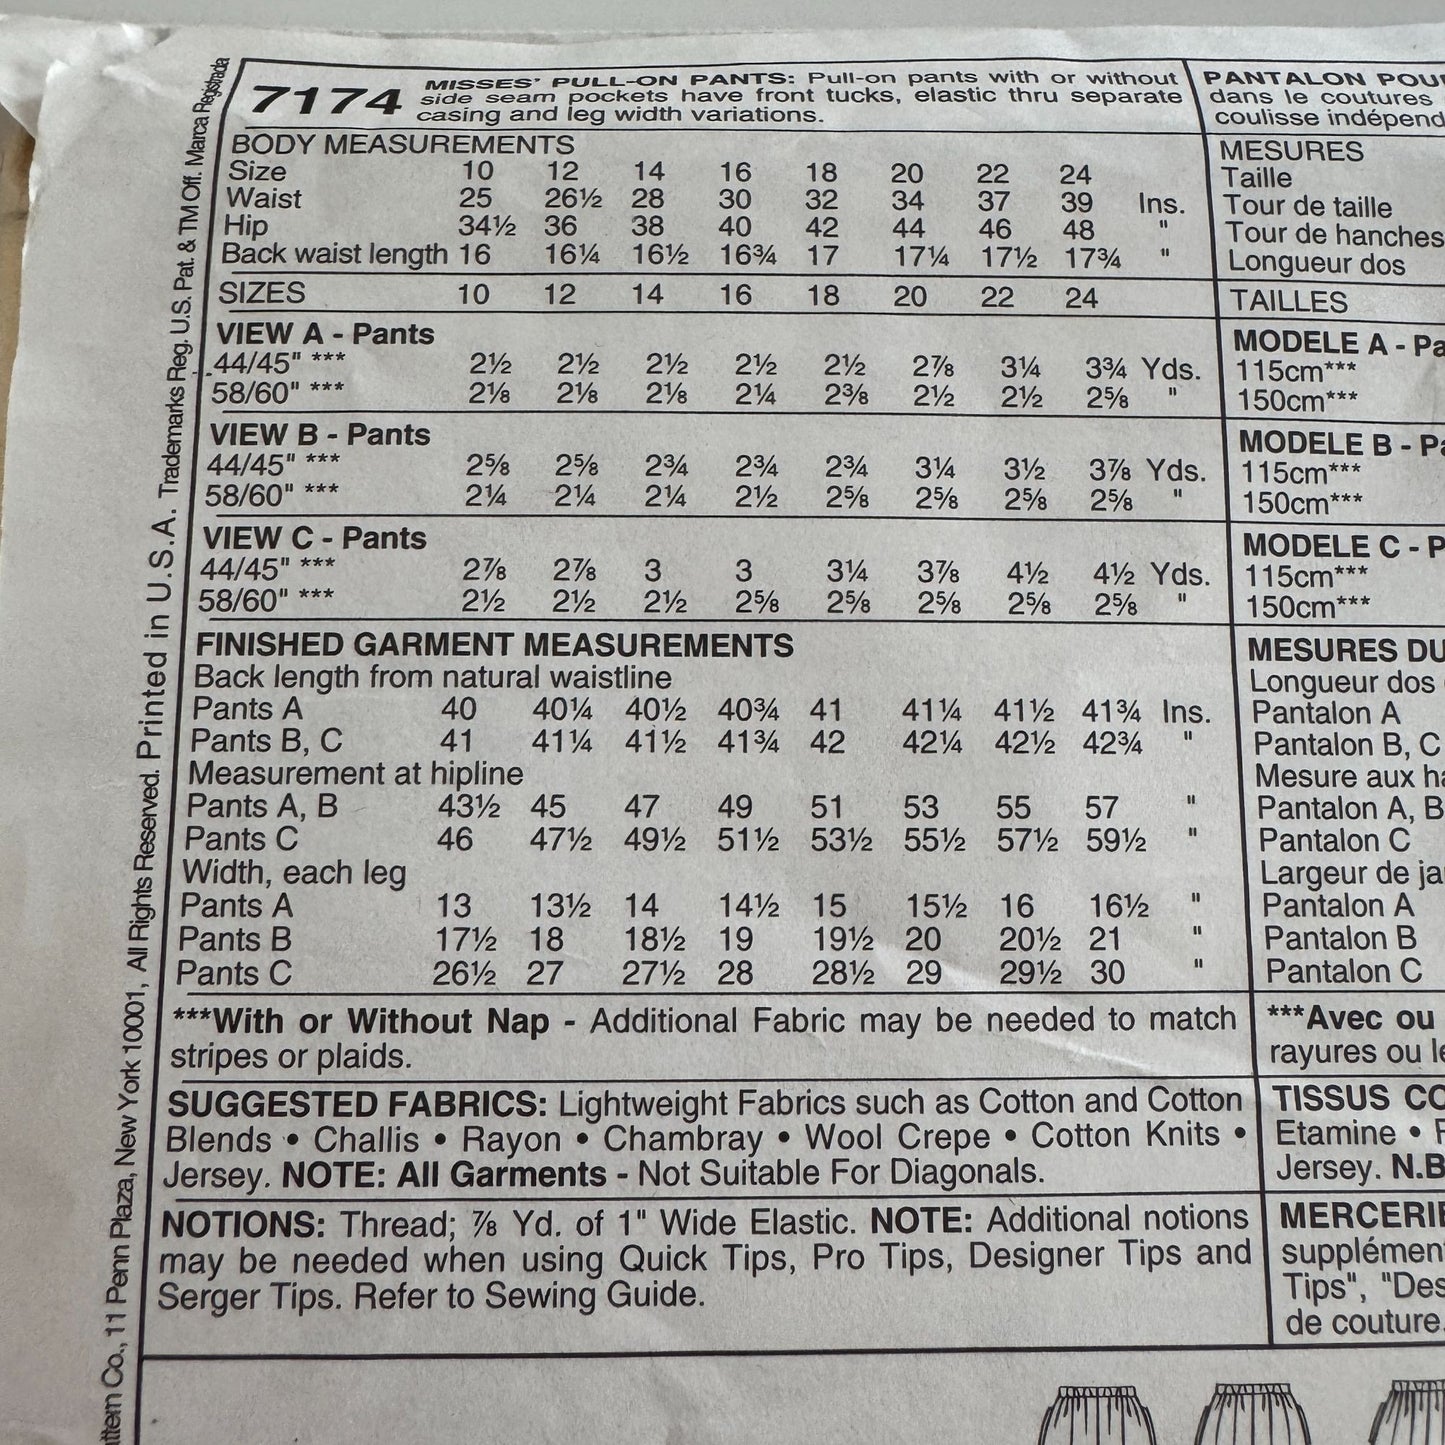 7174 MISSES' PULL-ON PANTS: Pull-on pants with or without
side seam pockets have front tucks, elastic thru separate
casing and leg width variations.
BODY MEASUREMENTS
Size 10 12 14 16 18 20 22 24
Waist 25 26½ 28 30 32 34 37 39 Ins.
Hip 34½ 36 38 40 42 44 46 48 "
Back waist length 16 16¼ 16½ 16¾ 17 17¼ 17½ 17¾ "
SIZES 10 12 14 16 18 20 22 24
VIEW A - Pants
44/45" *** 2½ 2½ 2½ 2½ 2½ 2⅞ 3¼ 3¾ Yds.
58/60" *** 2⅛ 2⅛ 2⅛ 2¼ 2⅜ 2½ 2½ 2⅝ "
VIEW B - Pants
44/45" *** 2⅝ 2⅝ 2¾ 2¾ 2¾ 3¼ 3½ 3⅞ Yds.
58/60" *** 2¼ 2¼ 2¼ 2½ 2⅝ 2⅝ 2⅝ 2⅝ "
VIEW C - Pants
44/45" *** 2⅞ 2⅞ 3 3 3¼ 3⅞ 4½ 4½ Yds.
58/60" *** 2½ 2½ 2½ 2⅝ 2⅝ 2⅝ 2⅝ 2⅝ "
FINISHED GARMENT MEASUREMENTS
Back length from natural waistline
Pants A 40 40¼ 40½ 40¾ 41 41¼ 41½ 41¾ Ins.
Pants B, C 41 41¼ 41½ 41¾ 42 42¼ 42½ 42¾ "
Measurement at hipline
Pants A, B 43½ 45 47 49 51 53 55 57 "
Pants C 46 47½ 49½ 51½ 53½ 55½ 57½ 59½ "
Width, each leg
Pants A 13 13½ 14 14½ 15 15½ 16 16½ "
Pants B 17½ 18 18½ 19 19½ 20 20½ 21 "
Pants C 26½ 27 27½ 28 28½ 29 29½ 30 "
***With or Without Nap - Additional Fabric may be needed to match
stripes or plaids.
SUGGESTED FABRICS: Lightweight Fabrics such as Cotton and Cotton
Blends • Challis • Rayon • Chambray • Wool Crepe • Cotton Knits •
Jersey. NOTE: All Garments - Not Suitable For Diagonals.
NOTIONS: Thread; ⅞ Yd. of 1" Wide Elastic. NOTE: Additional notions
may be needed when using Quick Tips, Pro Tips, Designer Tips and
Serger Tips. Refer to Sewing Guide.
PANTALON
dans le coutures
coulisse
MESURES
Taille
Tour de taille
Tour de hanches
Longueur dos
TAILLES
MODELE A -
115cm***
150cm***
MODELE B -
115cm***
150cm***
MODELE C -
115cm***
150cm***
MESURES DU
Longueur dos
Pantalon A
Pantalon B, C
Mesure aux
Pantalon A, B
Pantalon C
Largeur de
Pantalon A
Pantalon B
Pantalon C
***Avec ou
rayures ou
TISSUS
Etamine •
Jersey. N.B
MERCERIE
Tips",
de couture.
Co., 11 Penn Plaza, New York 10001, All Rights Reserved. Printed in U.S.A. Trademarks Reg. U.S. Pat. & TM Off. Marca Registrada